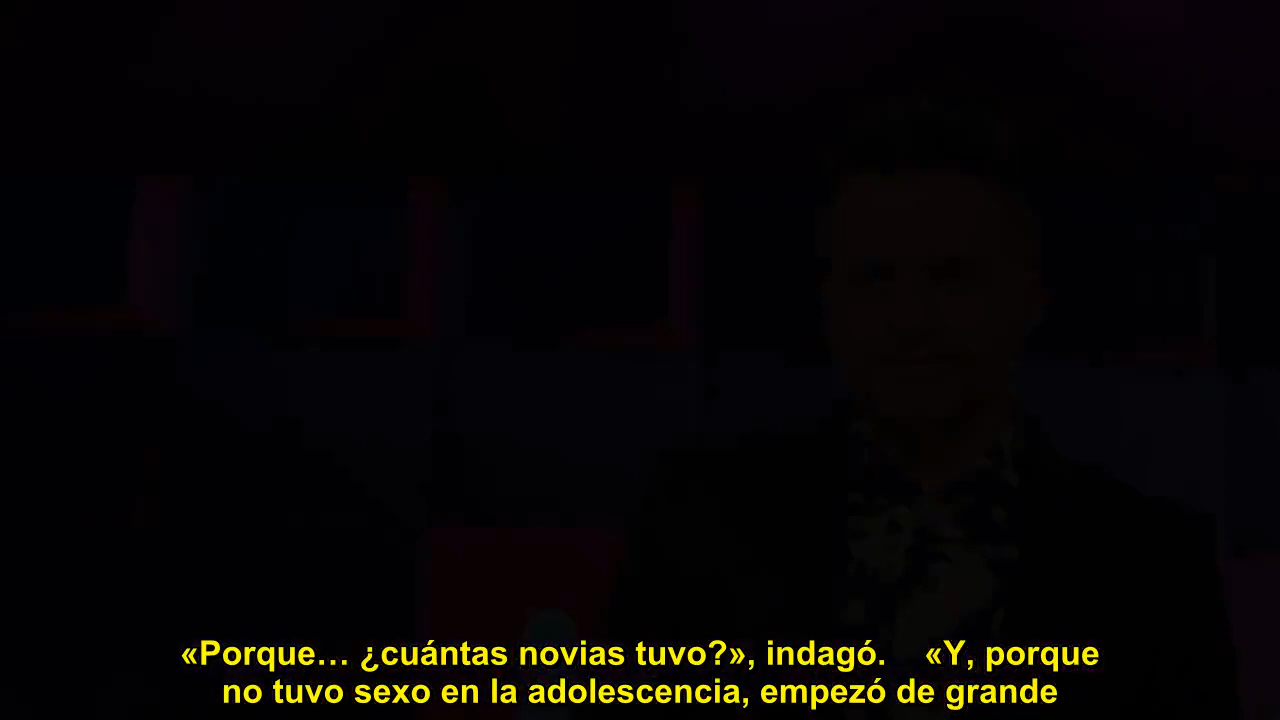 «Porque… ¿cuántas novias tuvo?», indagó. «Y, porque
no tuvo sexo en la adolescencia, empezó de grande